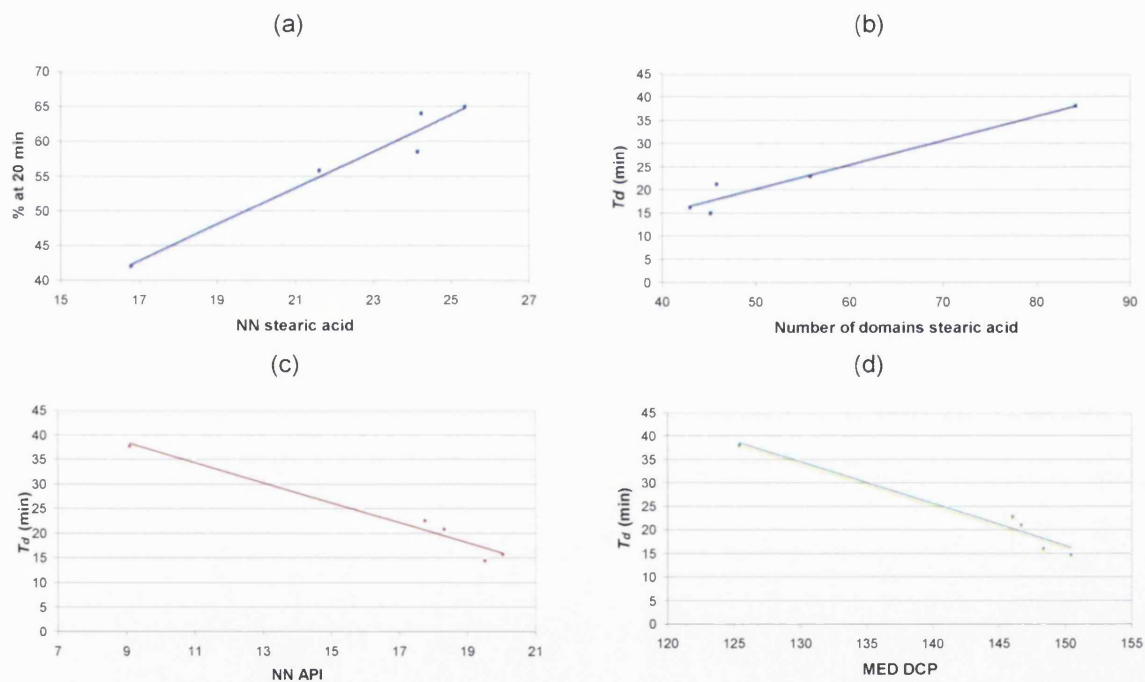 (a)
70
65
60
55
50
45
40
% at 20 min
15 17 19 21 23 25 27
NN stearic acid
(b)
45
40
35
30
25
20
15
10
5
0
Td (min)
40 50 60 70 80 90
Number of domains stearic acid
(c)
45
40
35
30
25
20
15
10
5
0
Td (min)
7 9 11 13 15 17 19 21
NN API
(d)
45
40
35
30
25
20
15
10
5
0
Td (min)
120 125 130 135 140 145 150 155
MED DCP